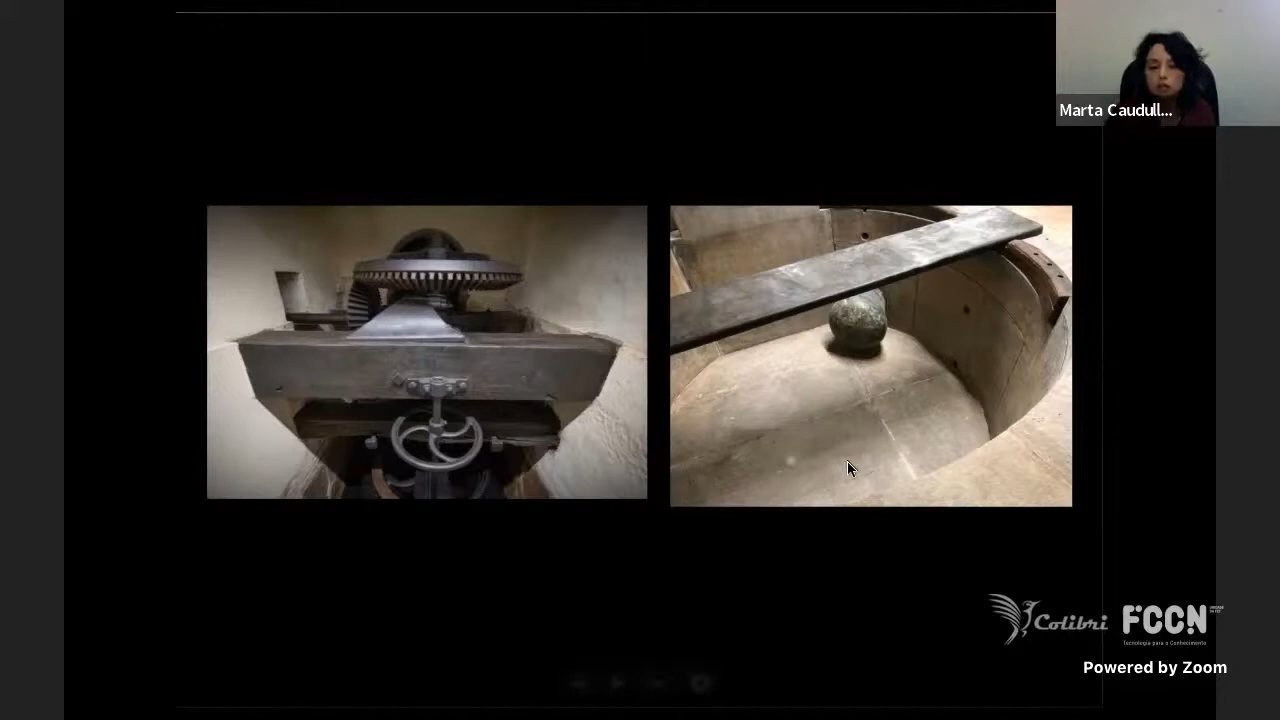 Marta Caudull...
Colibri
FCCN
Tecnologia para o Conhecimento
Powered by Zoom